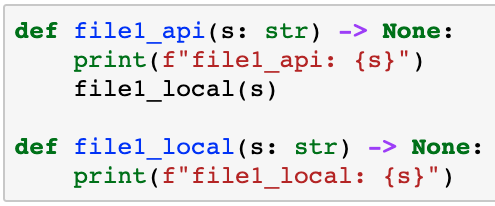 def file1_api(s: str) -> None:
    print(f"file1_api: {s}")
    file1_local(s)

def file1_local(s: str) -> None:
    print(f"file1_local: {s}")